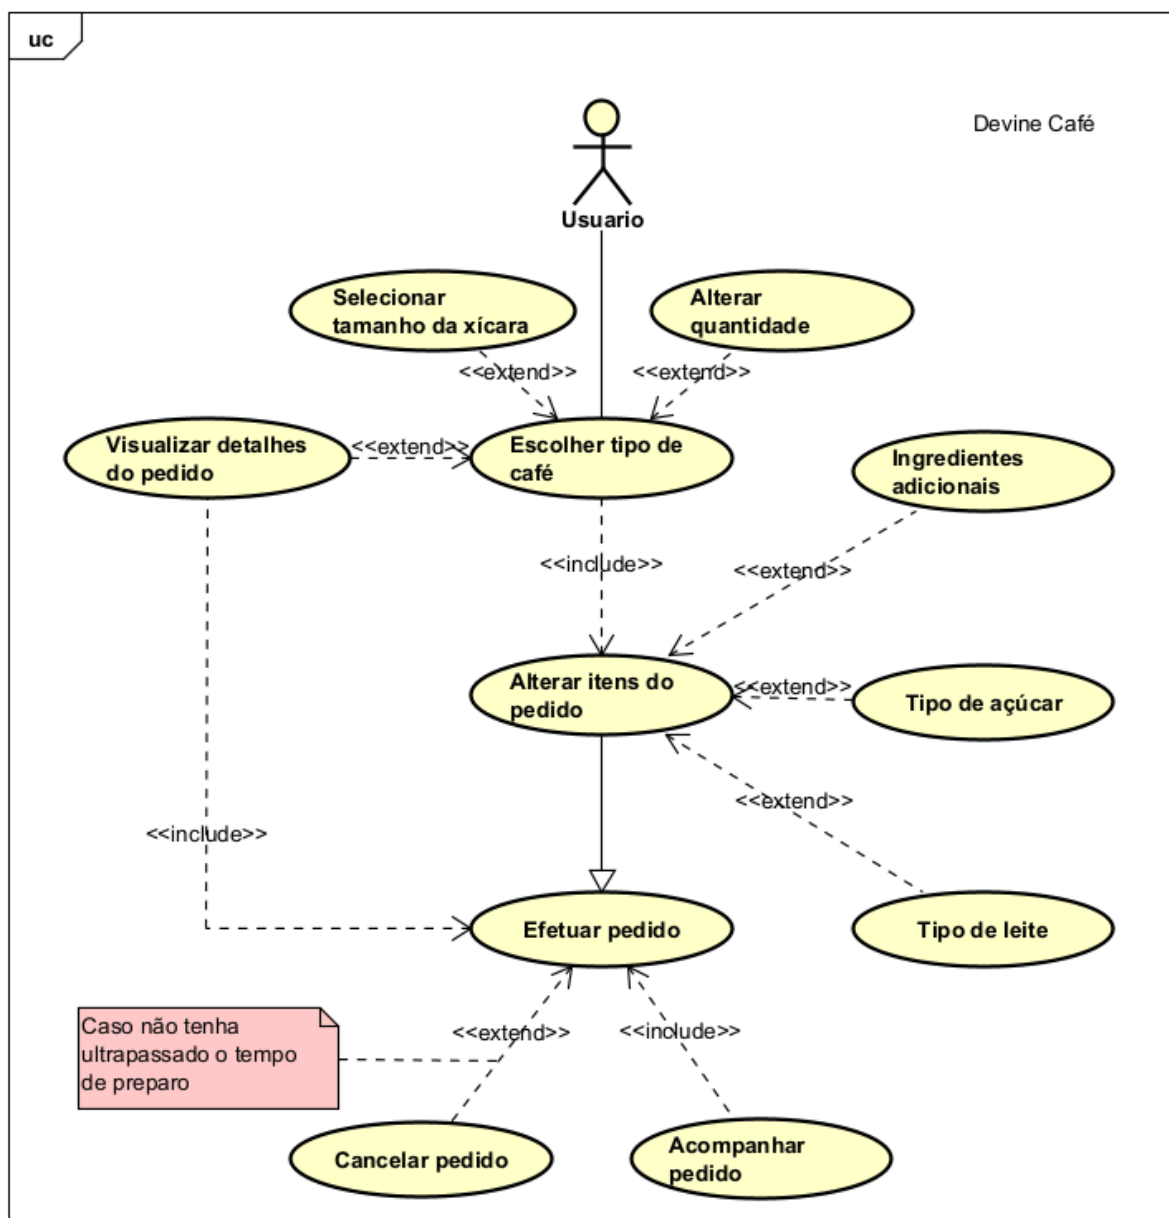 uc
Devine Café
Usuario
Selecionar
tamanho da xícara
Alterar
quantidade
<<extend>>
<<extend>>
Visualizar detalhes
do pedido
<<extend>>
Escolher tipo de
café
Ingredientes
adicionais
<<include>>
<<extend>>
Alterar itens do
pedido
<<extend>>
Tipo de açúcar
<<extend>>
<<include>>
Efetuar pedido
Tipo de leite
Caso não tenha
ultrapassado o tempo
de preparo
<<extend>>
<<include>>
Cancelar pedido
Acompanhar
pedido